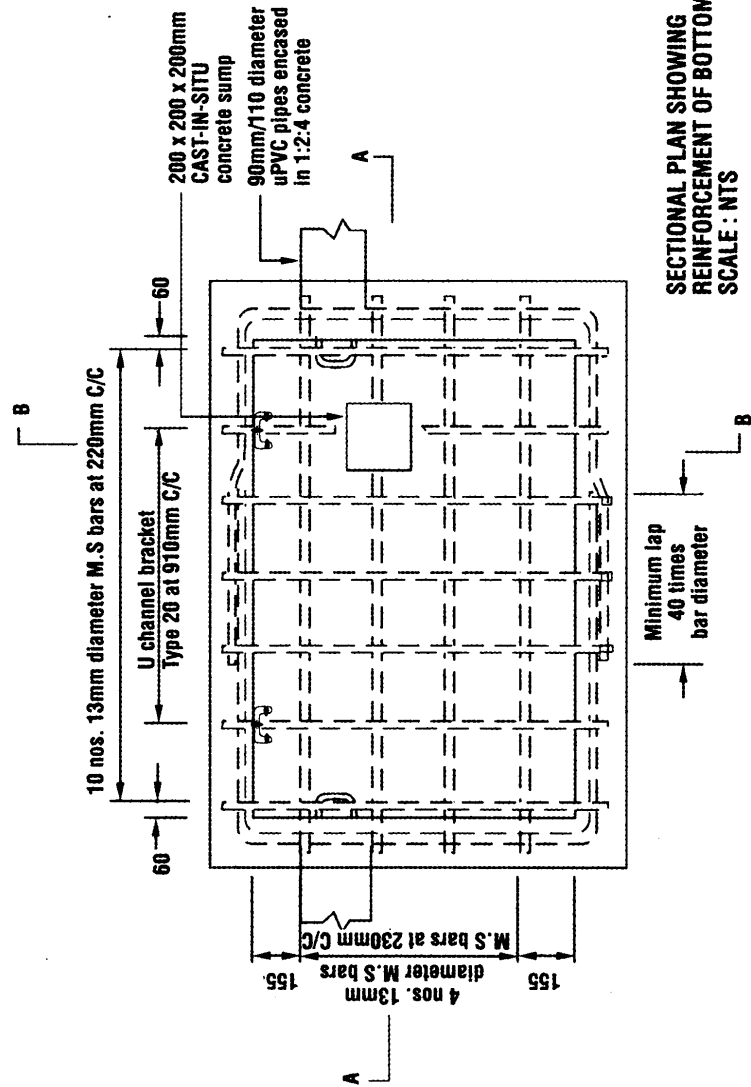 B
10 nos. 13mm diameter M.S bars at 220mm C/C
60
60
U channel bracket
Type 20 at 910mm C/C
200 x 200 x 200mm
CAST-IN-SITU
concrete sump
90mm/110 diameter
uPVC pipes encased
in 1:2:4 concrete
A
A
155
4 nos. 13mm
diameter M.S bars
M.S bars at 230mm C/C
155
Minimum lap
40 times
bar diameter
B
SECTIONAL PLAN SHOWING
REINFORCEMENT OF BOTTOM
SCALE : NTS